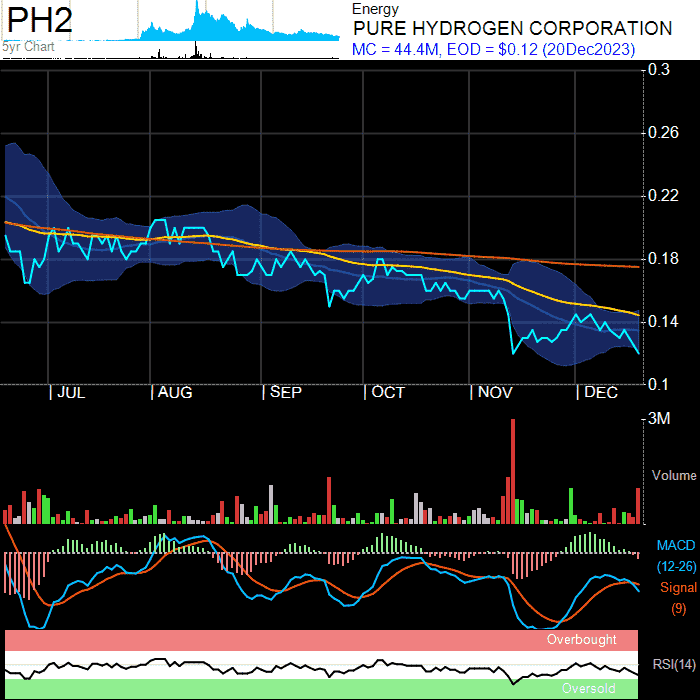 PH2
5yr Chart
Energy
PURE HYDROGEN CORPORATION
MC = 44.4M, EOD = $0.12 (20Dec2023)
0.3
0.26
0.22
0.18
0.14
0.1
| JUL | AUG | SEP | OCT | NOV | DEC
3M
Volume
MACD
(12-26)
Signal
(9)
Overbought
RSI(14)
Oversold